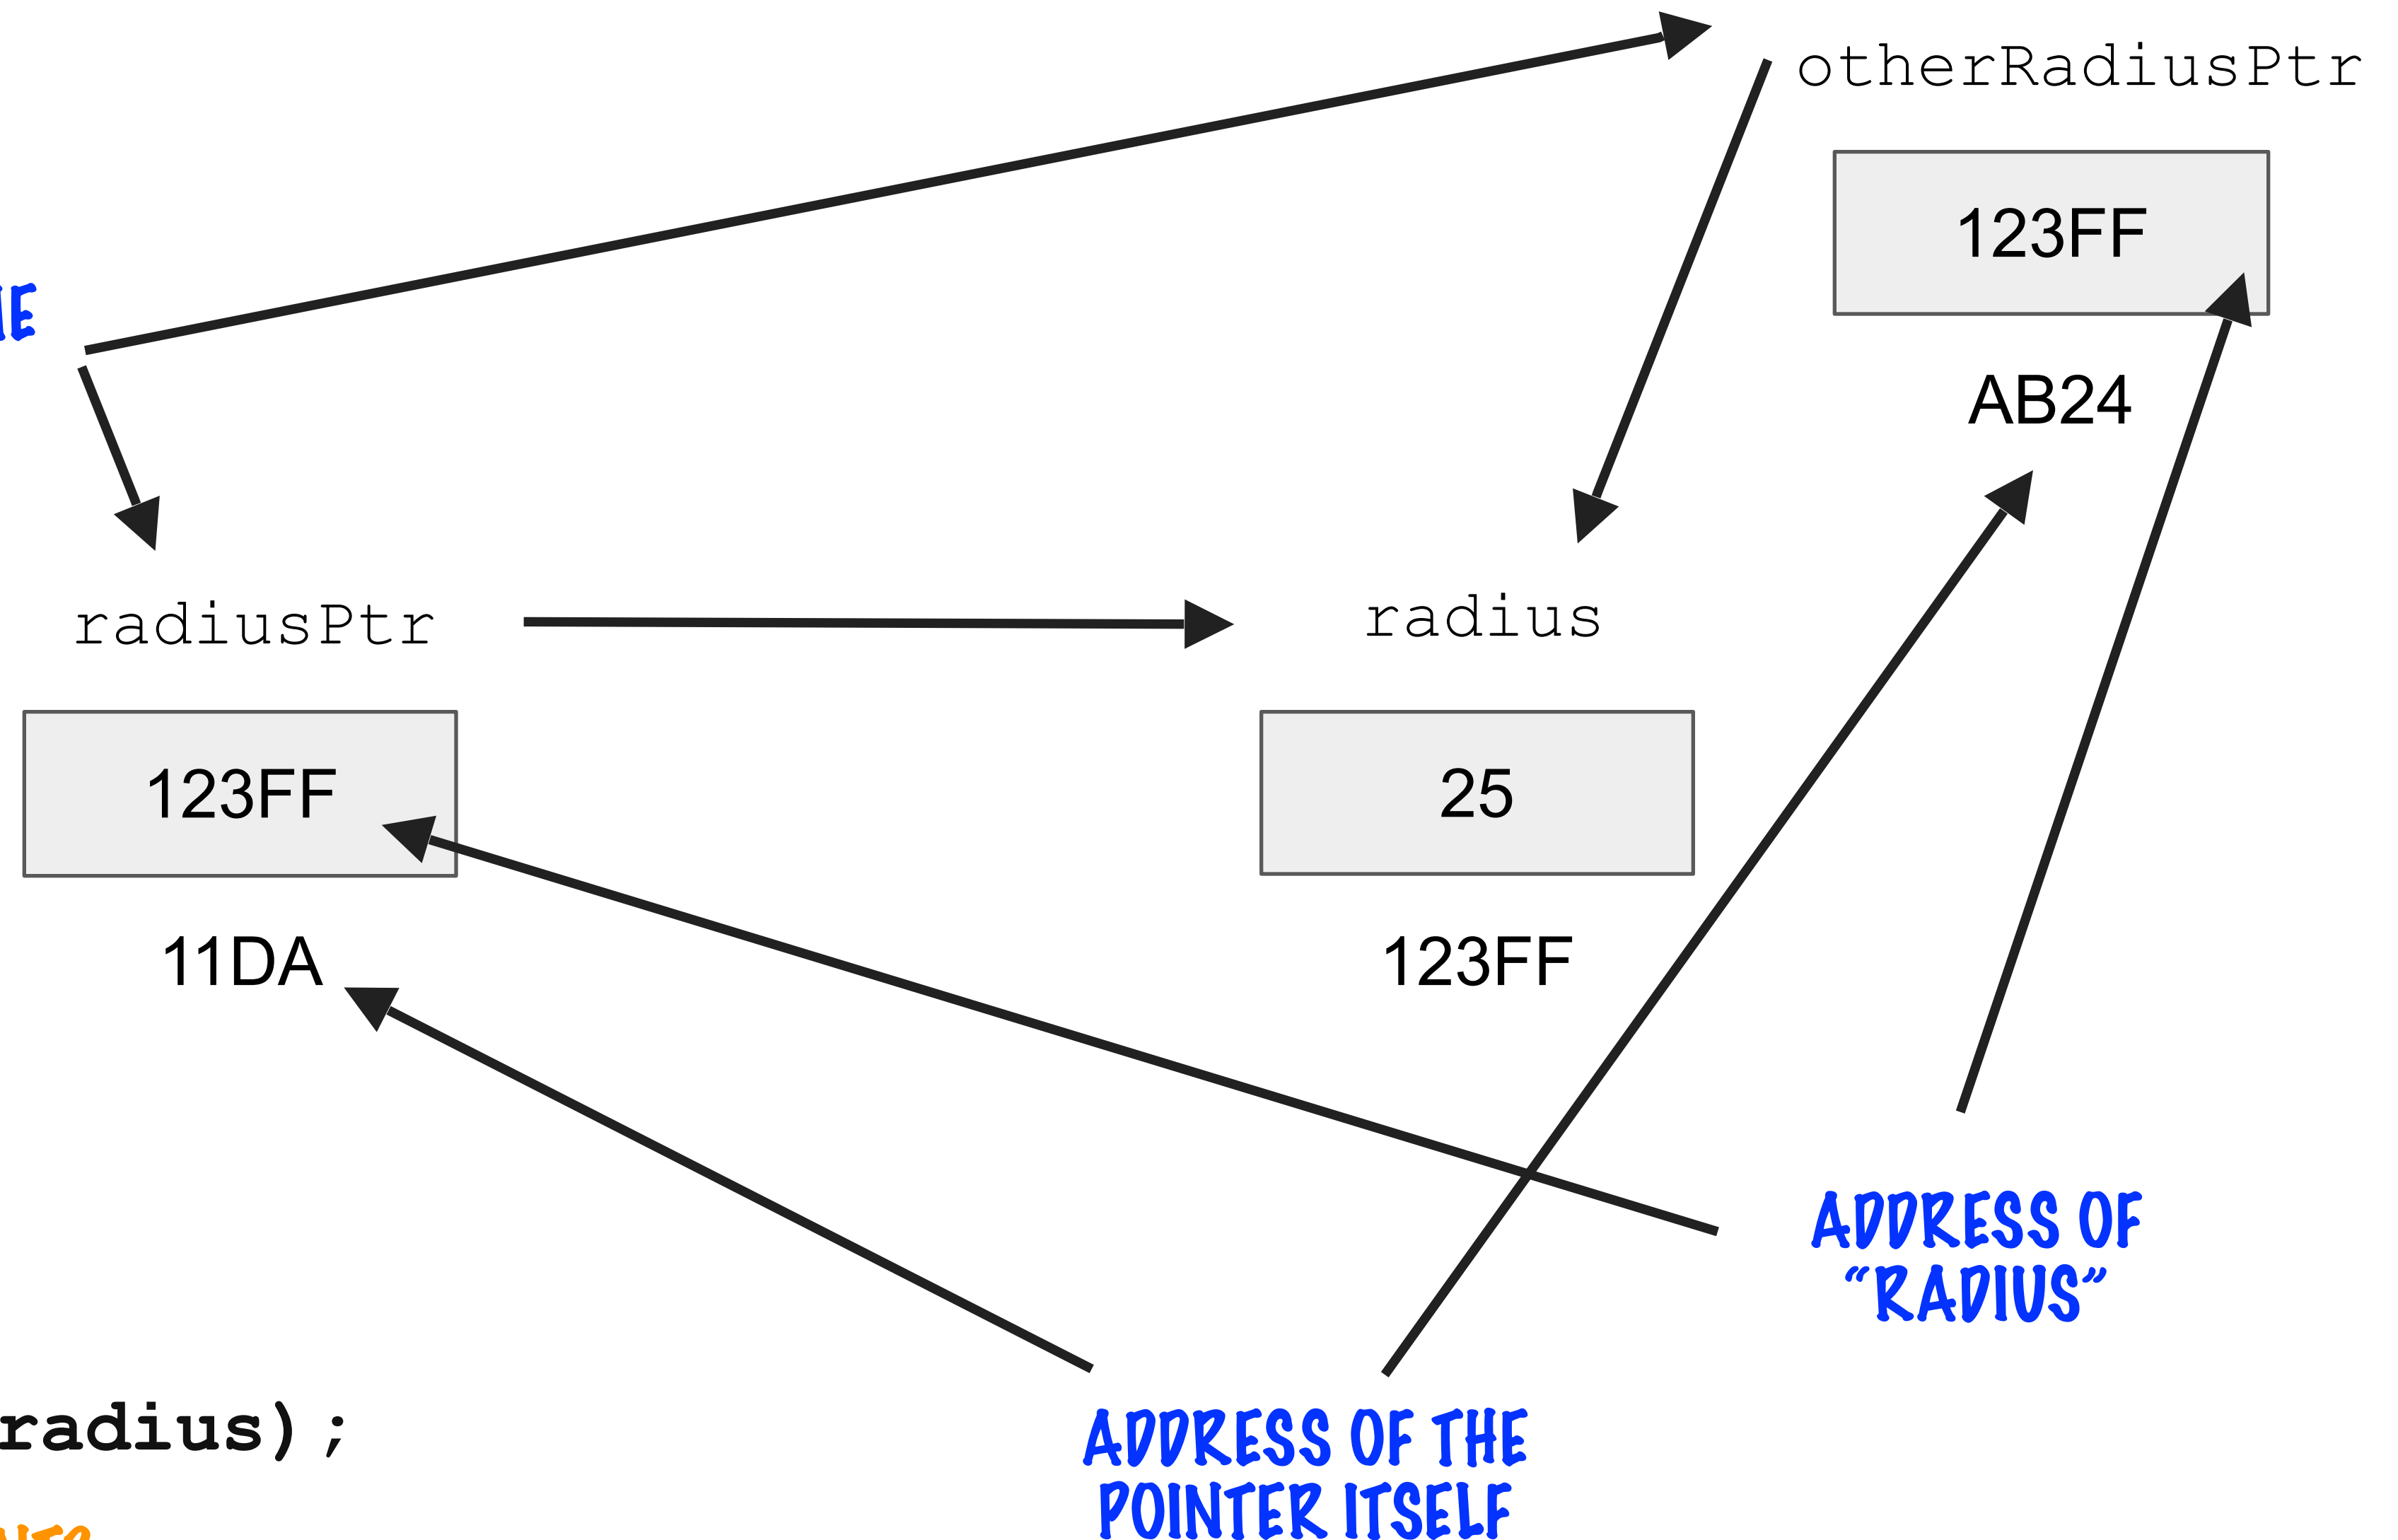 otherRadiusPtr
123FF
AB24
radiusPtr
radius
123FF
25
11DA
123FF
ADDRESS OF
“RADIUS”
radius);
ADDRESS OF THE
POINTER ITSELF